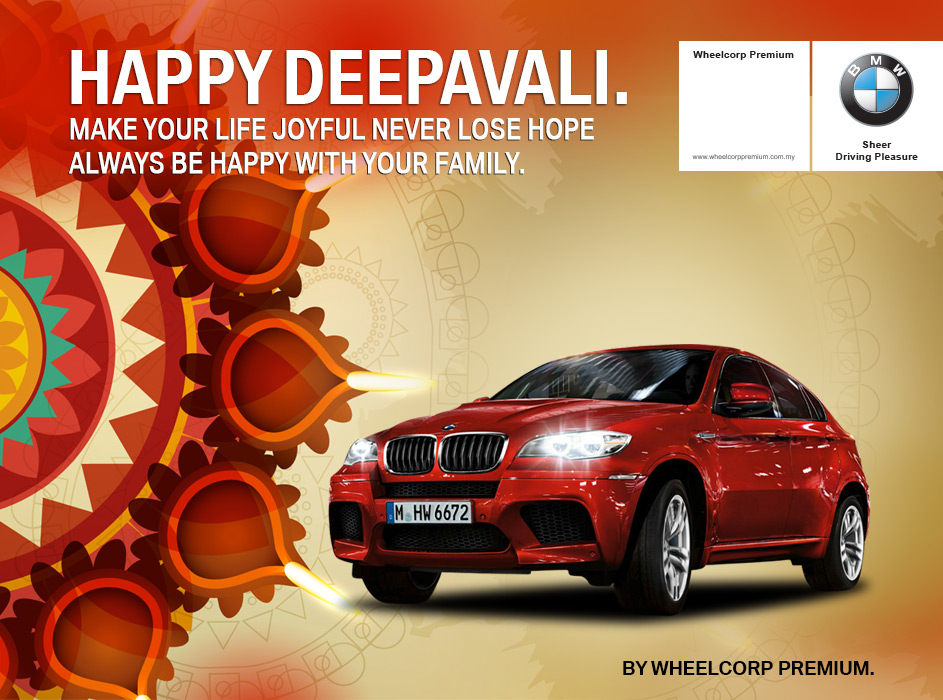 HAPPY DEEPAVALI.
MAKE YOUR LIFE JOYFUL NEVER LOSE HOPE
ALWAYS BE HAPPY WITH YOUR FAMILY.
Wheelcorp Premium
www.wheelcorppremium.com.my
BMW
Sheer
Driving Pleasure
M HW 6672
BY WHEELCORP PREMIUM.